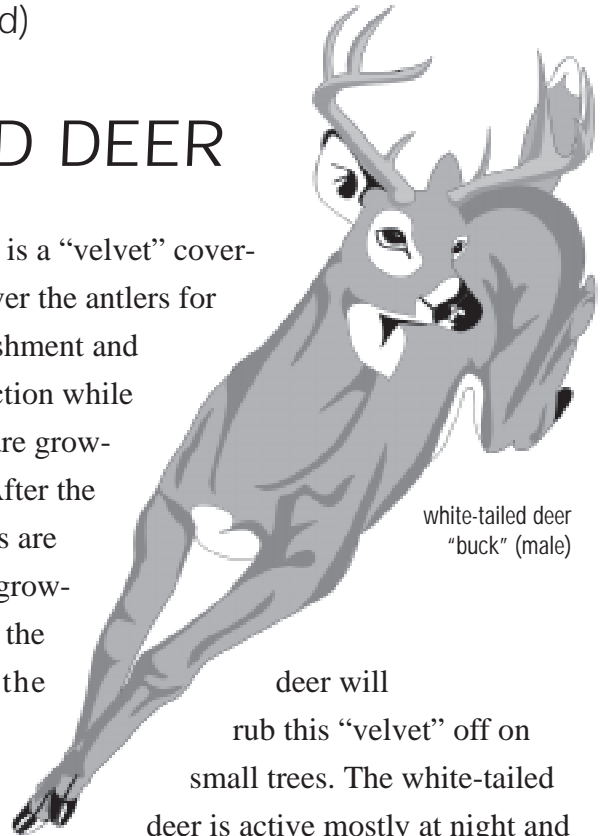 d)
D DEER
is a “velvet” cover-
ver the antlers for
shment and
ction while
re grow-
After the
s are
grow-
the
the
white-tailed deer
“buck” (male)
deer will
rub this “velvet” off on
small trees. The white-tailed
deer is active mostly at night and